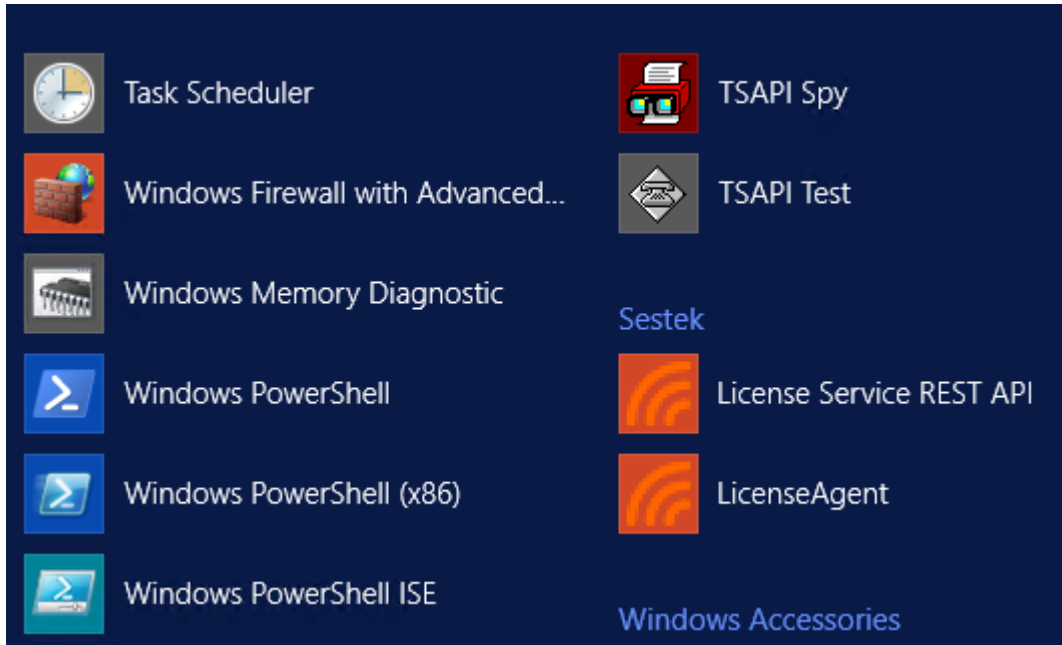 Task Scheduler
Windows Firewall with Advanced...
Windows Memory Diagnostic
Windows PowerShell
Windows PowerShell (x86)
Windows PowerShell ISE
TSAPI Spy
TSAPI Test
Sestek
License Service REST API
LicenseAgent
Windows Accessories